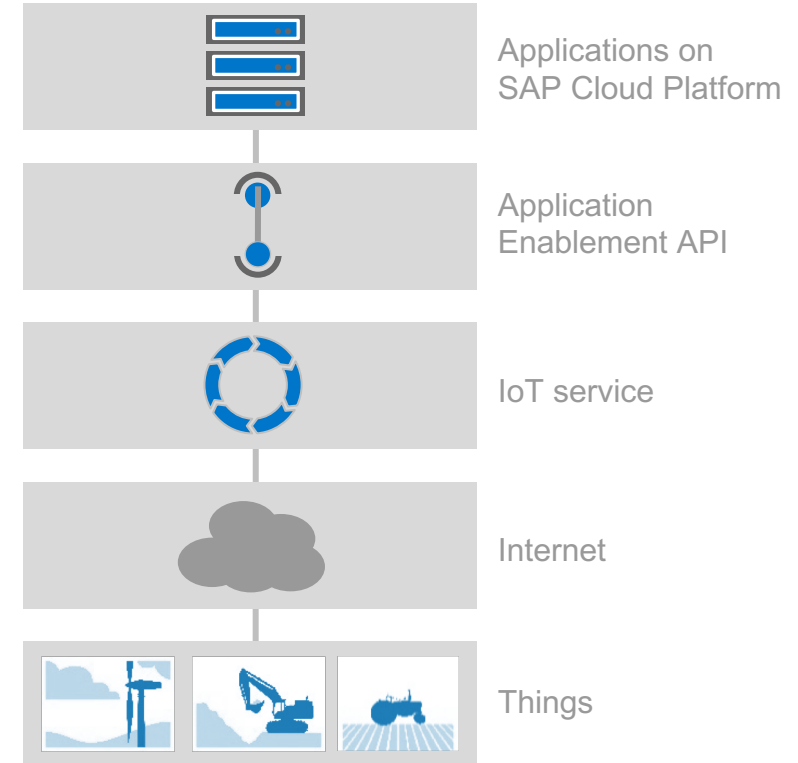 Applications on
SAP Cloud Platform
Application
Enablement API
IoT service
Internet
Things